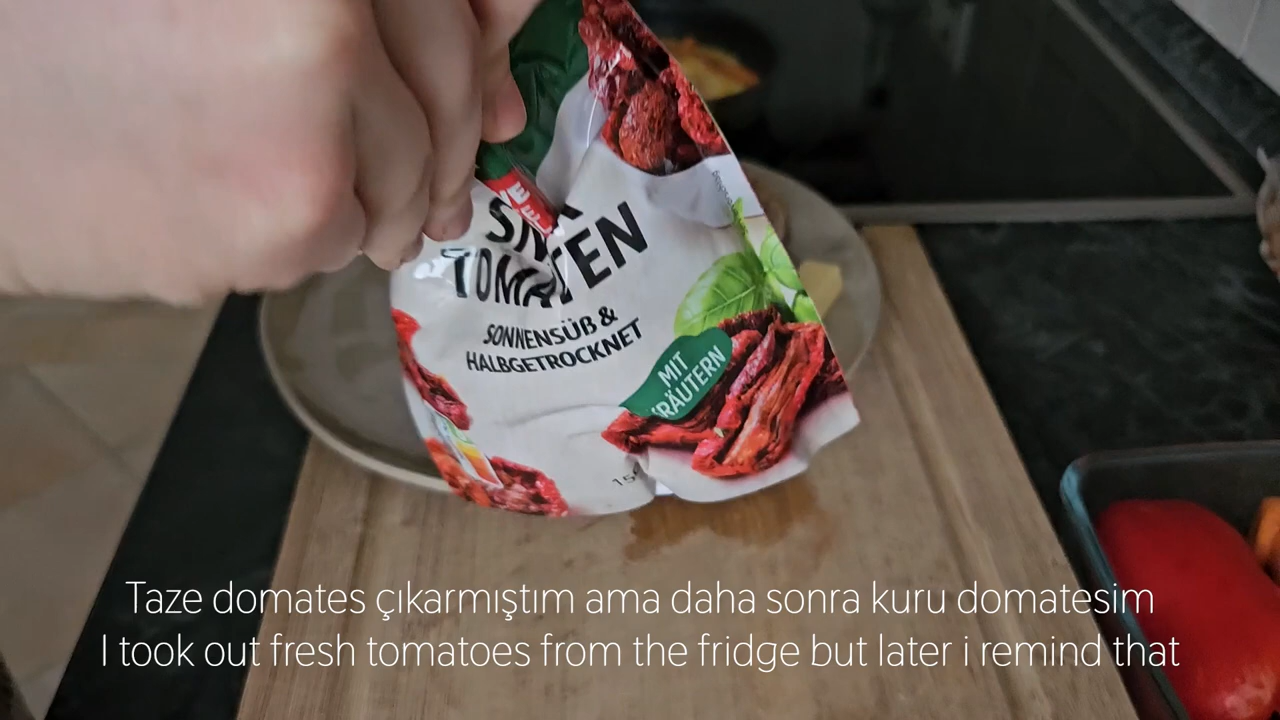 TOMATEN
SONNENSÜß &
HALBGETROCKNET
MIT
KRÄUTERN
Taze domates çıkarmıştım ama daha sonra kuru domatesim
I took out fresh tomatoes from the fridge but later i remind that